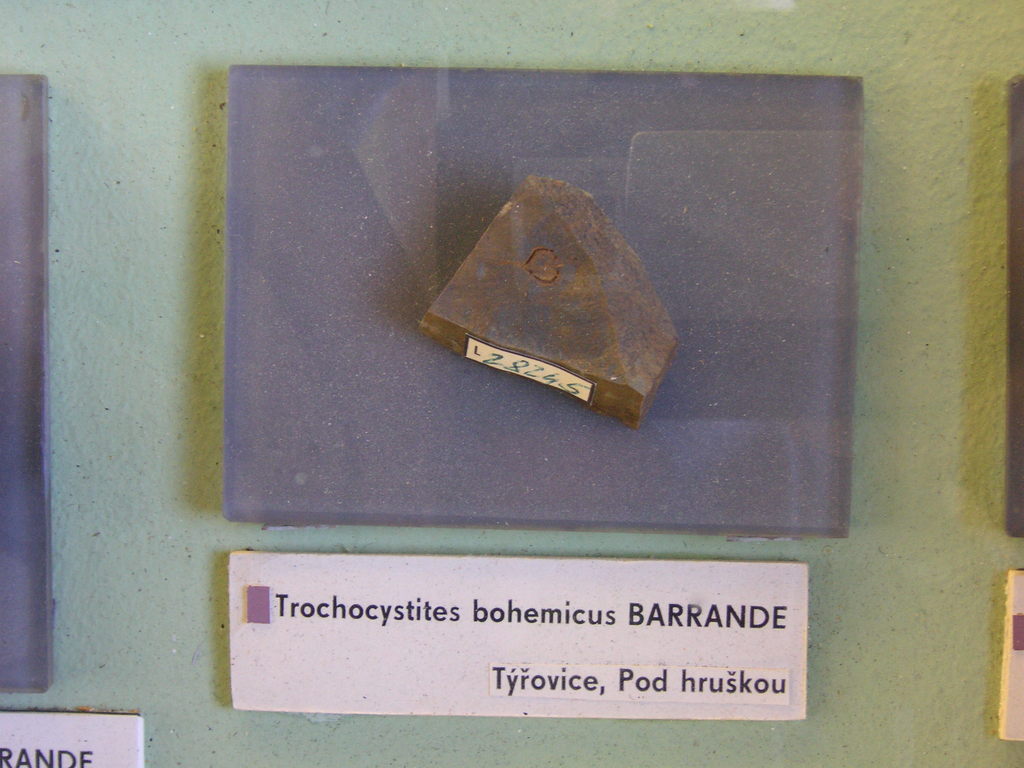 L 28245
Trochocystites bohemicus BARRANDE
Týřovice, Pod hruškou
RANDE